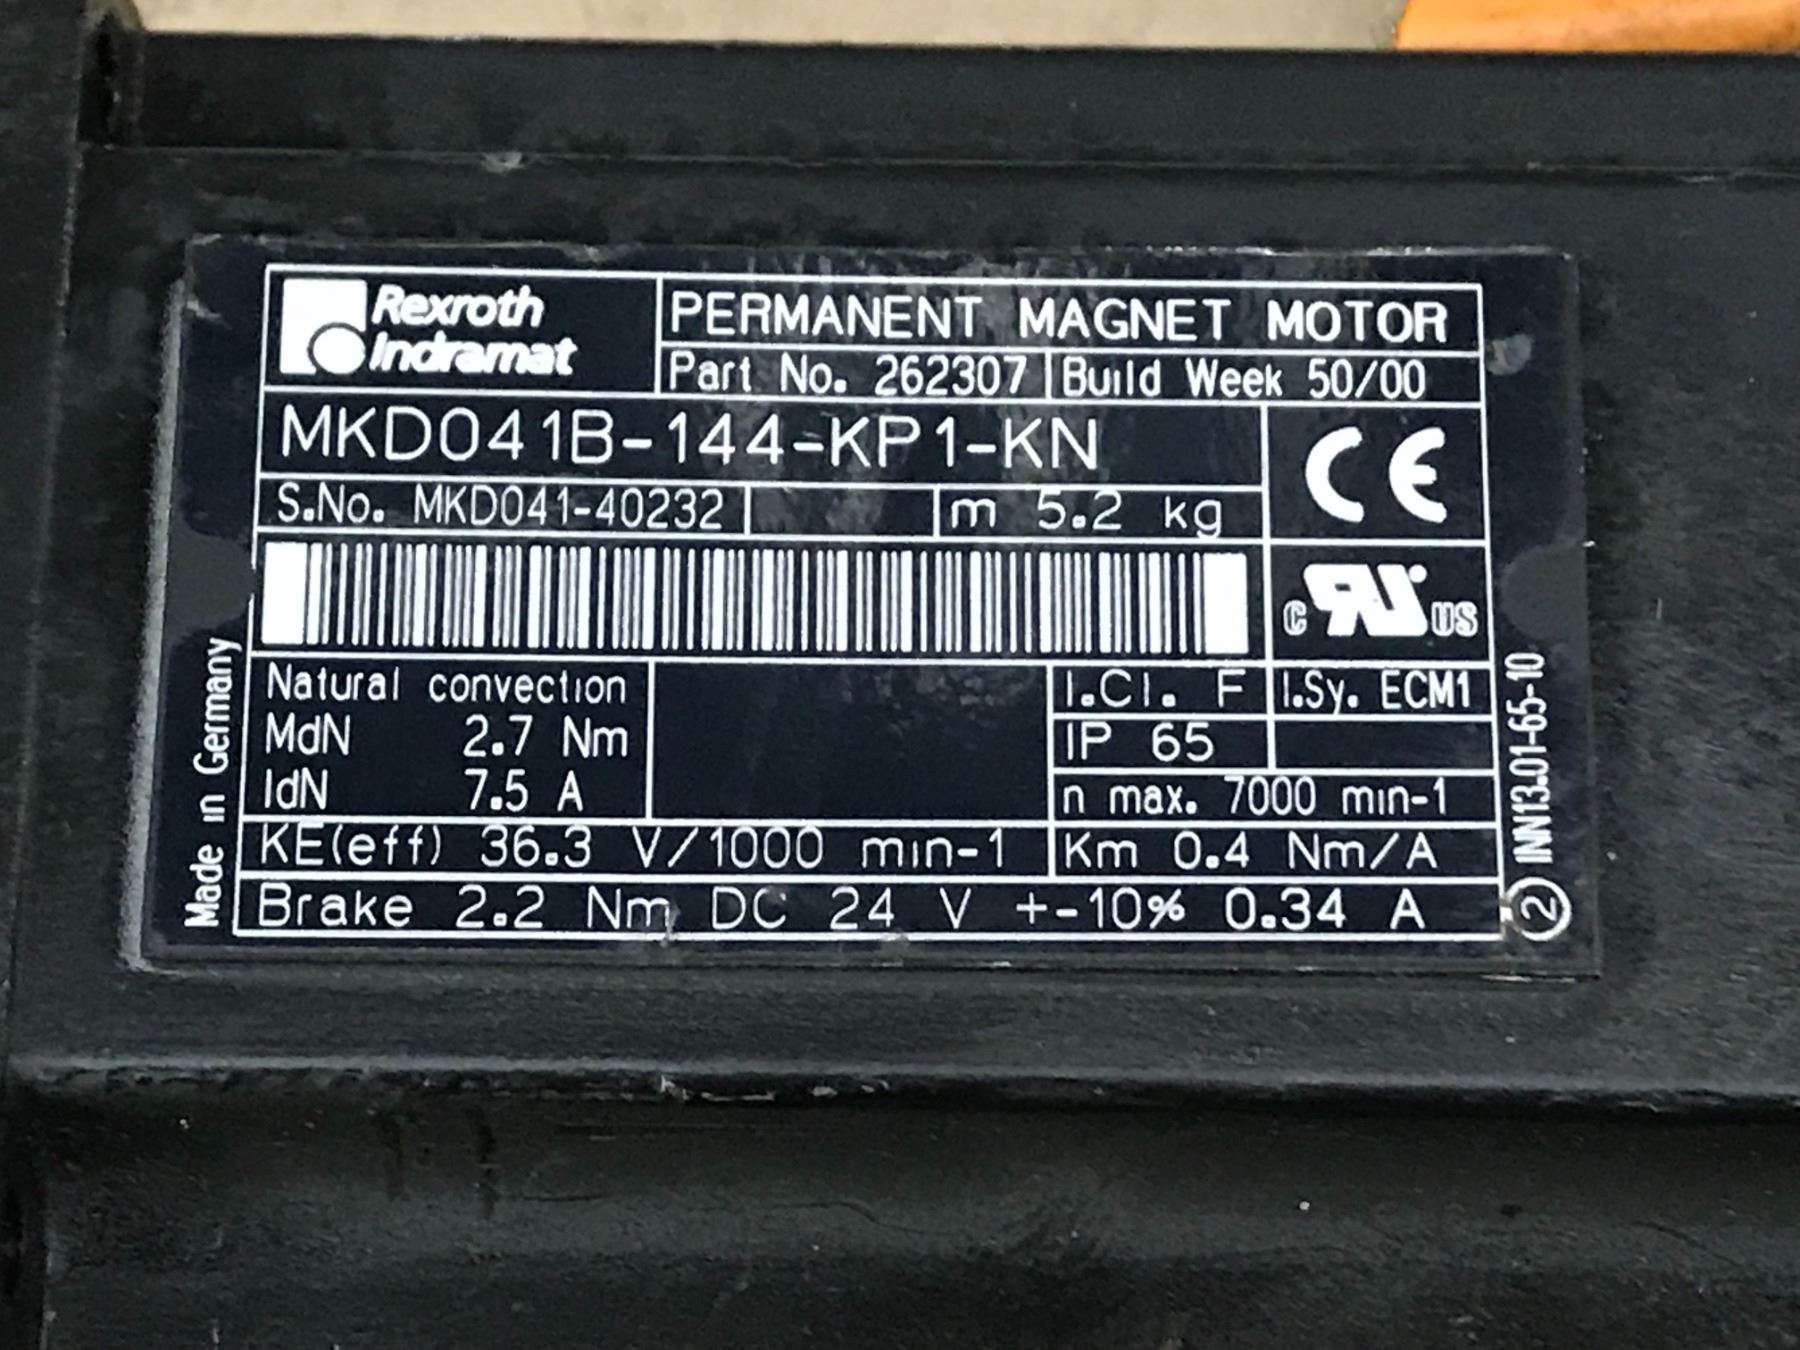 Rexroth
Indramat
PERMANENT MAGNET MOTOR
Part No. 262307 Build Week 50/00
MKD041B-144-KP1-KN
CE
S.No. MKD041-40232 m 5.2 kg
c RU us
Natural convection
MdN 2.7 Nm
IdN 7.5 A
I.Cl. F I.Sy. ECM1
IP 65
n max. 7000 min-1
KE(eff) 36.3 V/1000 min-1 Km 0.4 Nm/A
Brake 2.2 Nm DC 24 V +-10% 0.34 A
Made in Germany
2 INN13.01-65-10